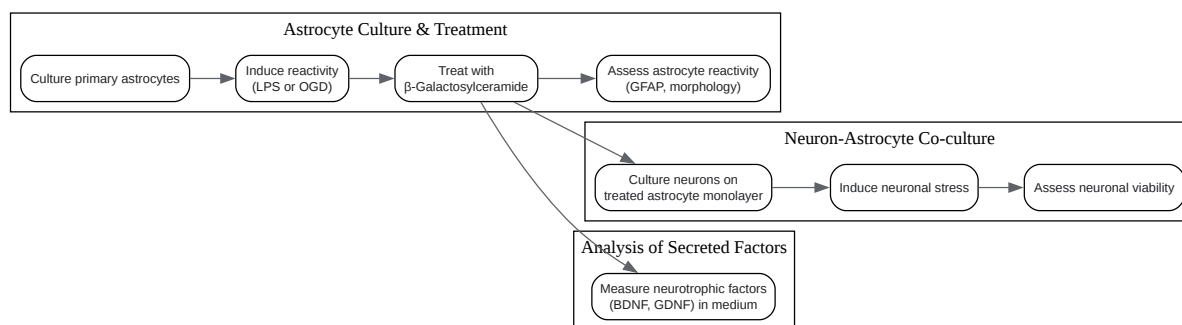 Astrocyte Culture & Treatment
Culture primary astrocytes
Induce reactivity
(LPS or OGD)
Treat with
β-Galactosylceramide
Assess astrocyte reactivity
(GFAP, morphology)
Neuron-Astrocyte Co-culture
Culture neurons on
treated astrocyte monolayer
Induce neuronal stress
Assess neuronal viability
Analysis of Secreted Factors
Measure neurotrophic factors
(BDNF, GDNF) in medium